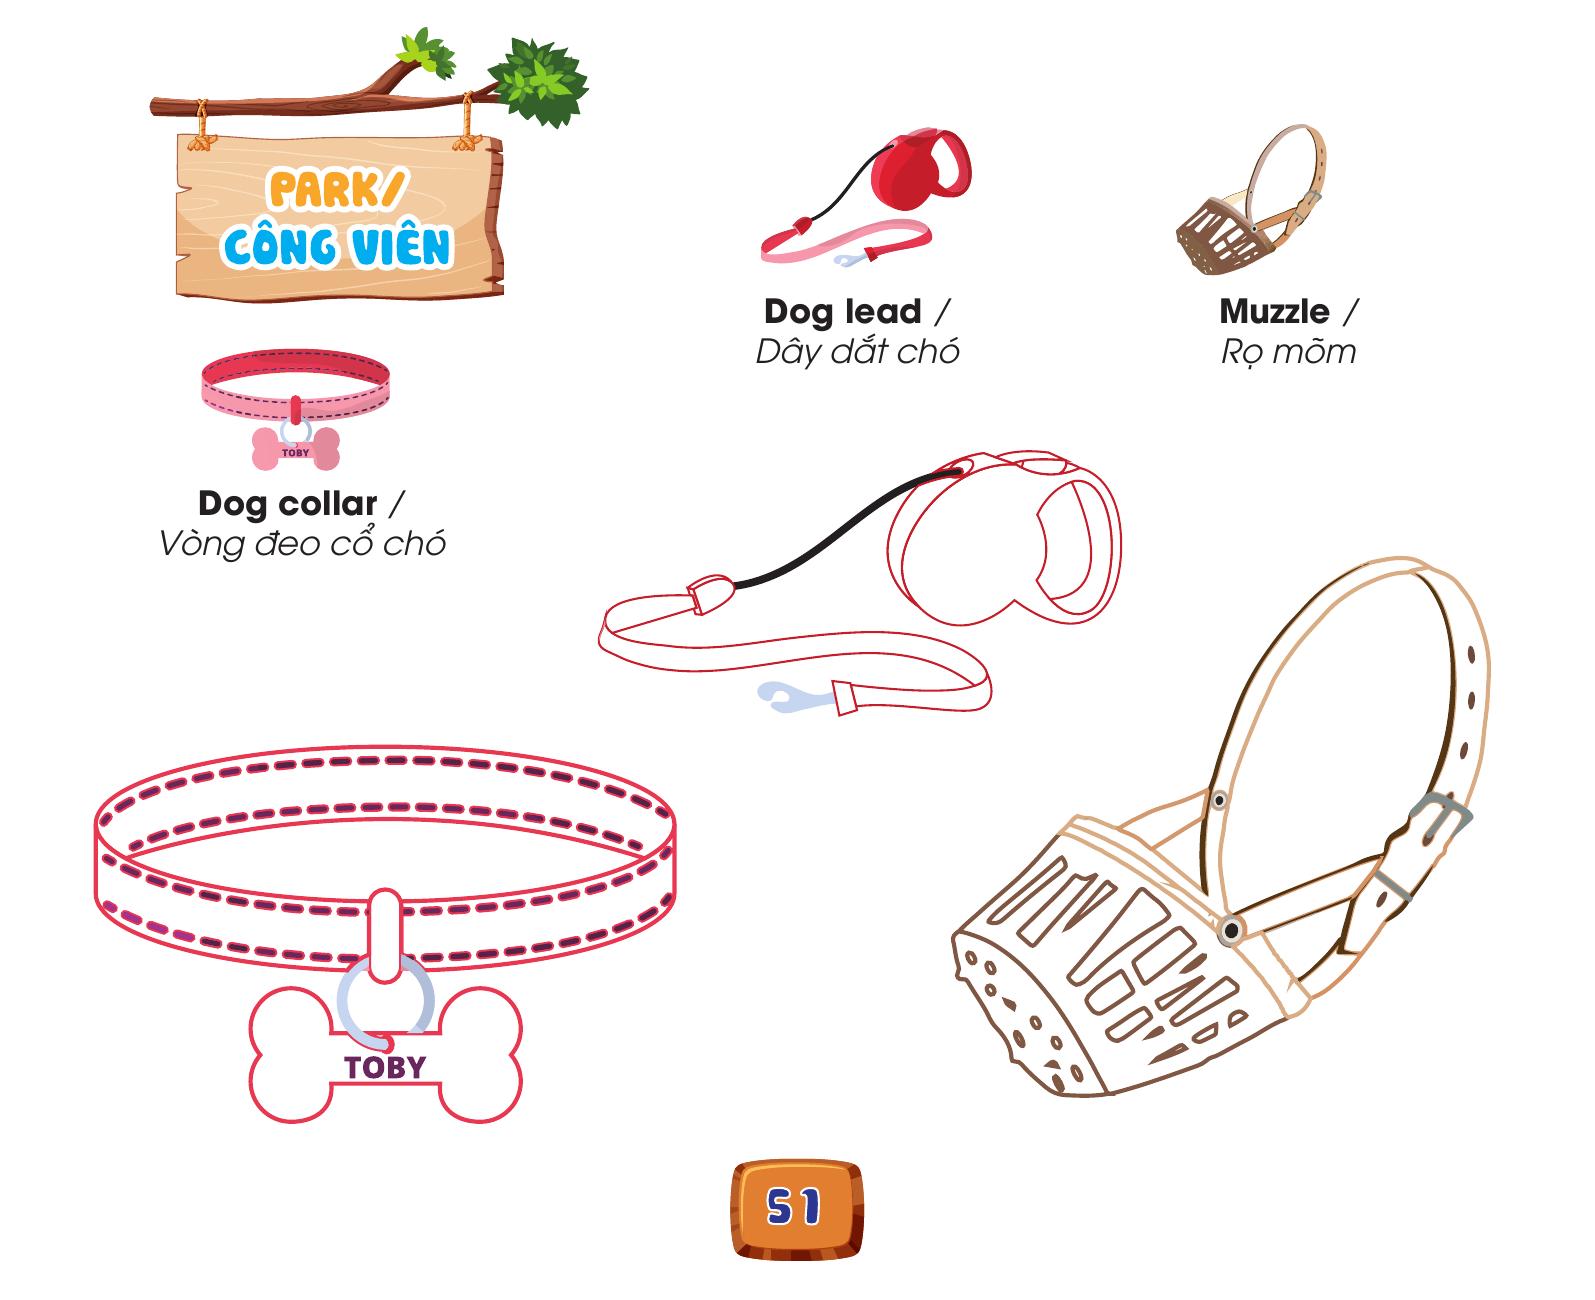 PARK/
CÔNG VIÊN
Dog lead /
Dây dắt chó
Muzzle /
Rọ mõm
TOBY
Dog collar /
Vòng đeo cổ chó
TOBY
51